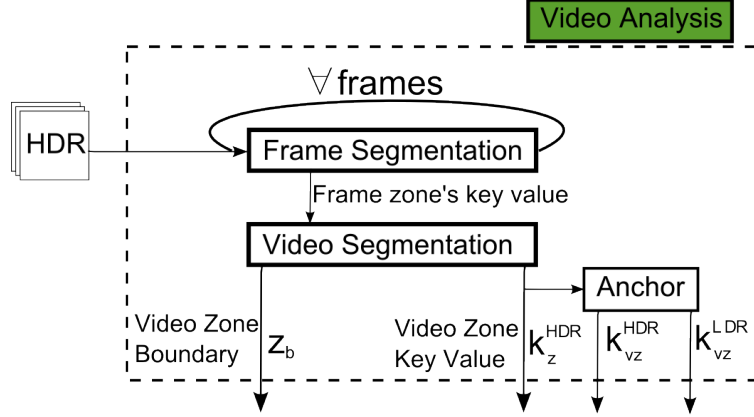 Video Analysis
∀ frames
HDR
Frame Segmentation
Frame zone's key value
Video Segmentation
Anchor
Video Zone
Boundary
z_b
Video Zone
Key Value
k_z^HDR
k_vz^HDR
k_vz^LDR